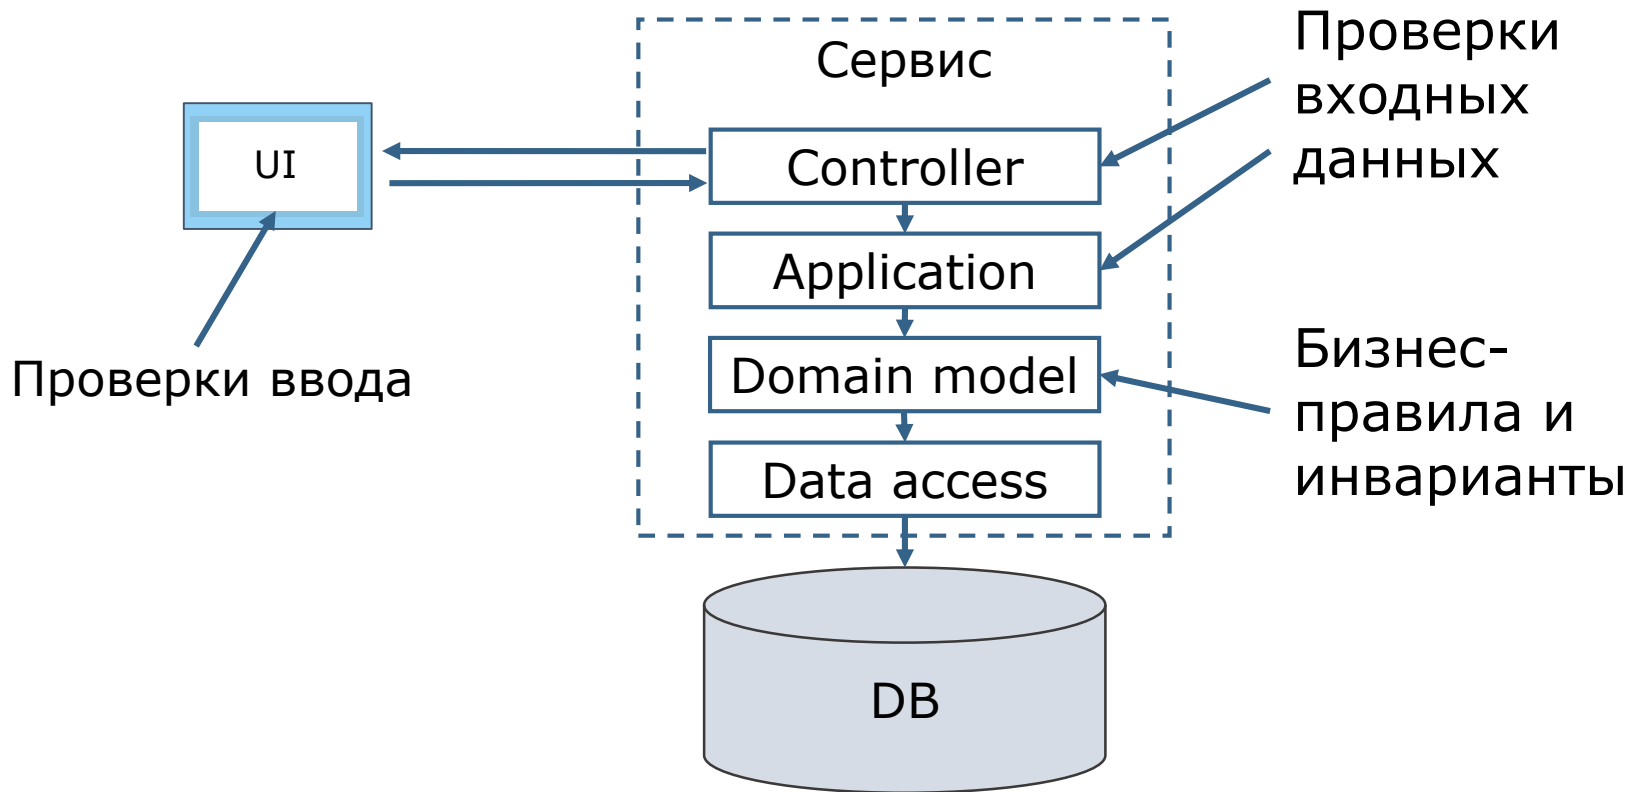 Сервис
UI
Проверки ввода
Controller
Application
Domain model
Data access
DB
Проверки
входных
данных
Бизнес-
правила и
инварианты